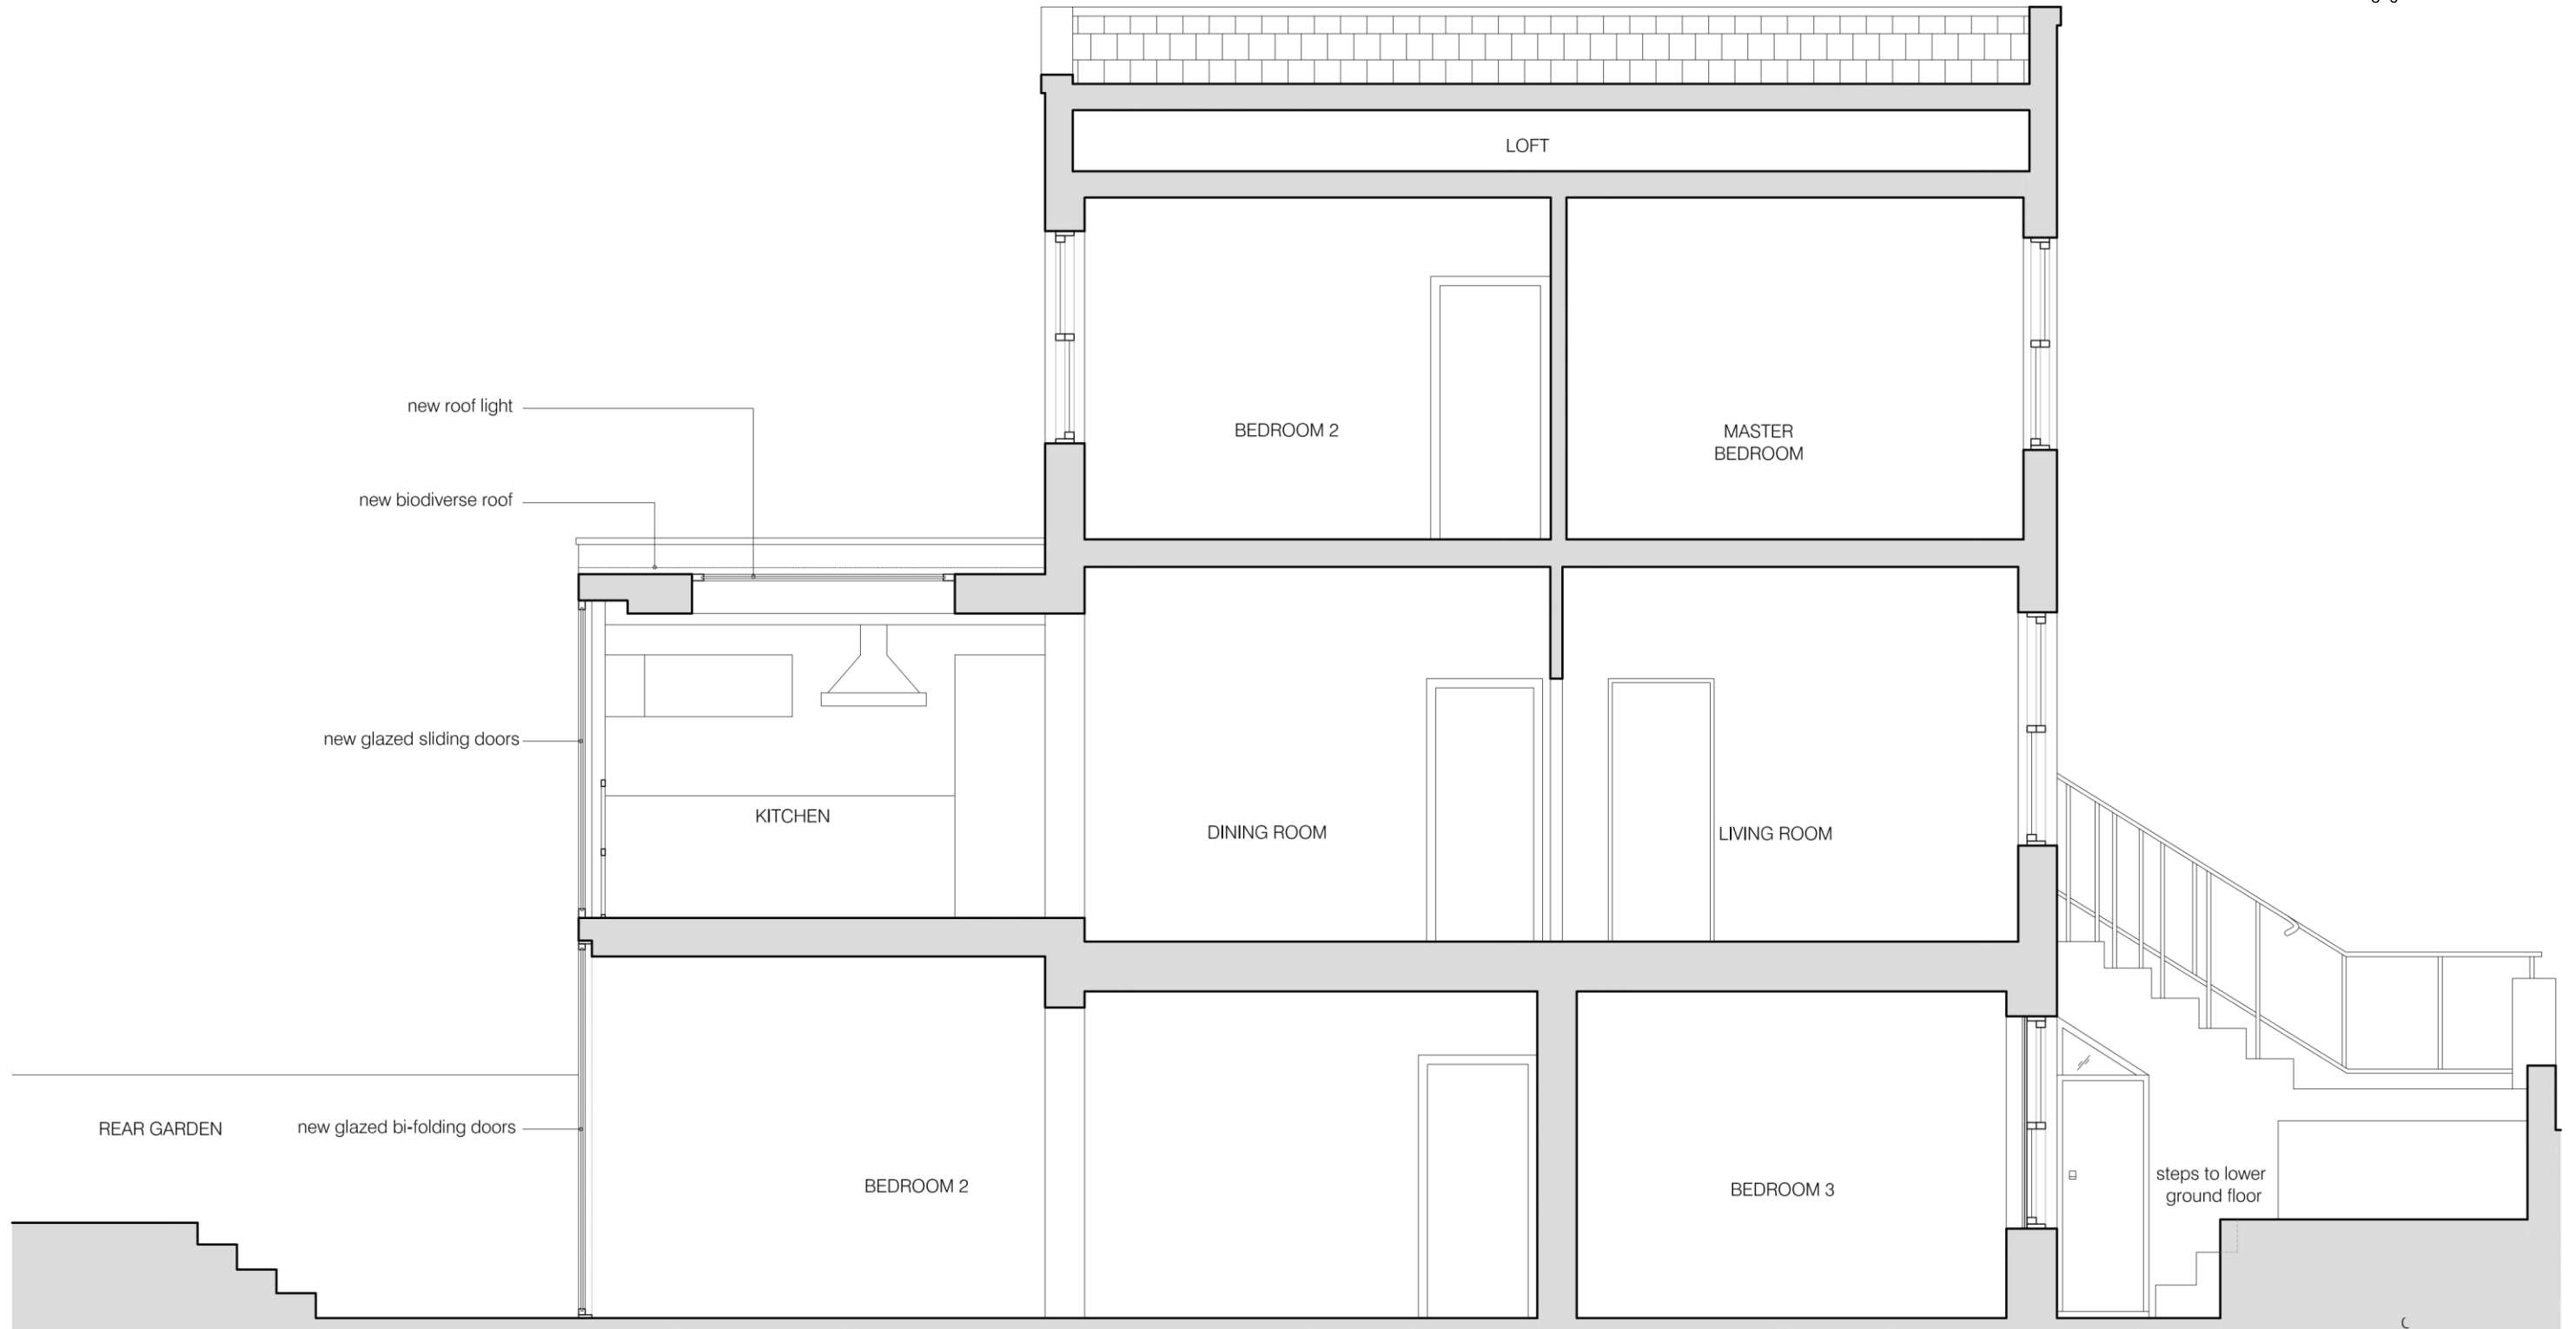 LOFT
new roof light
BEDROOM 2
MASTER
BEDROOM
new biodiverse roof
new glazed sliding doors
KITCHEN
DINING ROOM
LIVING ROOM
REAR GARDEN
new glazed bi-folding doors
BEDROOM 2
BEDROOM 3
steps to lower
ground floor